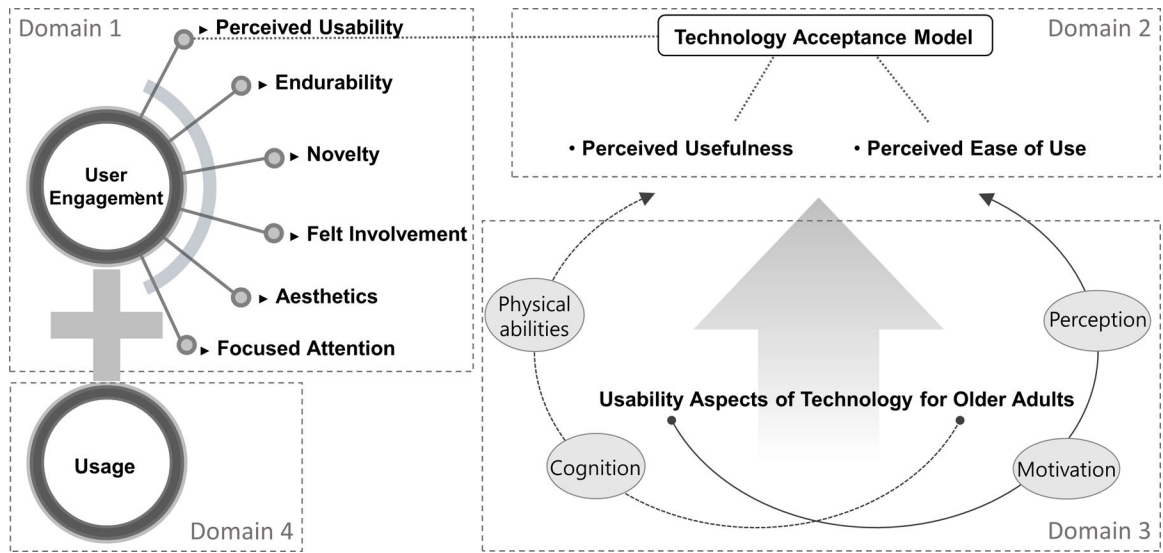 Domain 1
► Perceived Usability
► Endurability
► Novelty
► Felt Involvement
► Aesthetics
► Focused Attention
User
Engagement
Usage
Domain 4
Technology Acceptance Model
Domain 2
• Perceived Usefulness
• Perceived Ease of Use
Physical
abilities
Perception
Usability Aspects of Technology for Older Adults
Cognition
Motivation
Domain 3